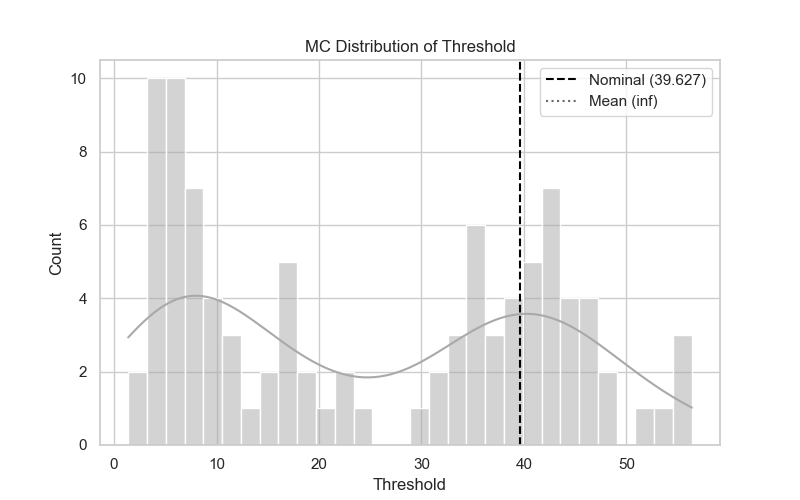 MC Distribution of Threshold
Nominal (39.627)
Mean (inf)
10
8
6
4
2
0
Count
0 10 20 30 40 50
Threshold